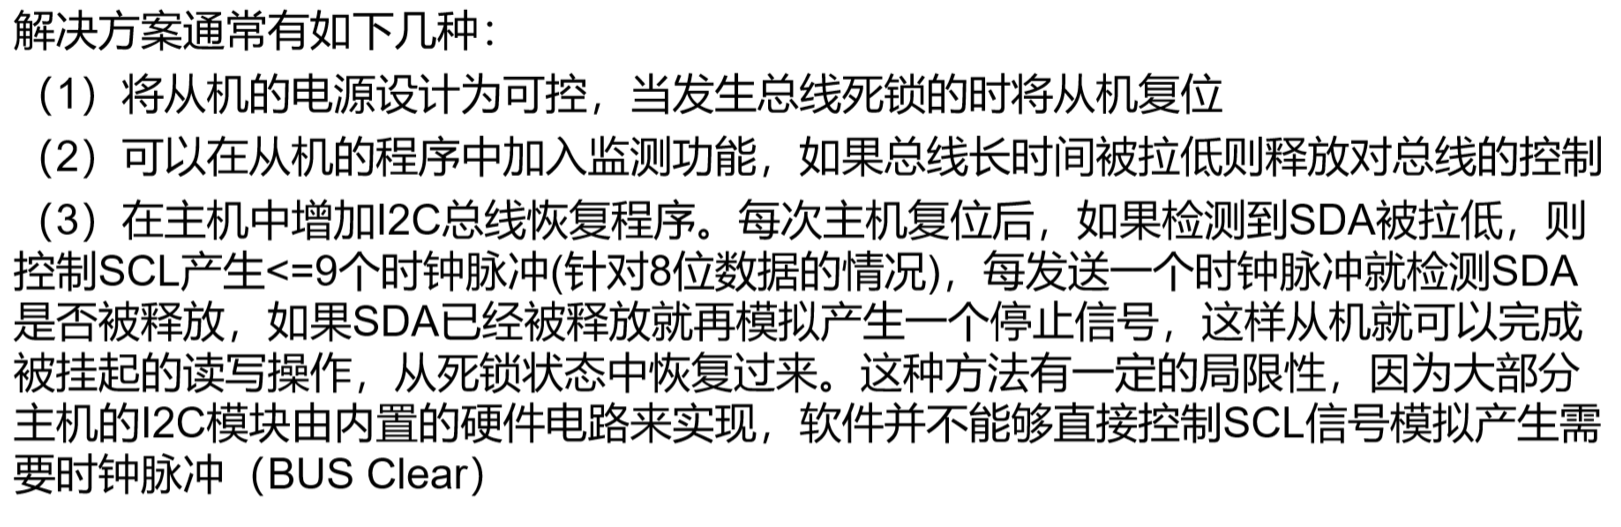 解决方案通常有如下几种：
（1）将从机的电源设计为可控，当发生总线死锁的时将从机复位
（2）可以在从机的程序中加入监测功能，如果总线长时间被拉低则释放对总线的控制
（3）在主机中增加I2C总线恢复程序。每次主机复位后，如果检测到SDA被拉低，则
控制SCL产生<=9个时钟脉冲(针对8位数据的情况)，每发送一个时钟脉冲就检测SDA
是否被释放，如果SDA已经被释放就再模拟产生一个停止信号，这样从机就可以完成
被挂起的读写操作，从死锁状态中恢复过来。这种方法有一定的局限性，因为大部分
主机的I2C模块由内置的硬件电路来实现，软件并不能够直接控制SCL信号模拟产生需
要时钟脉冲（BUS Clear）